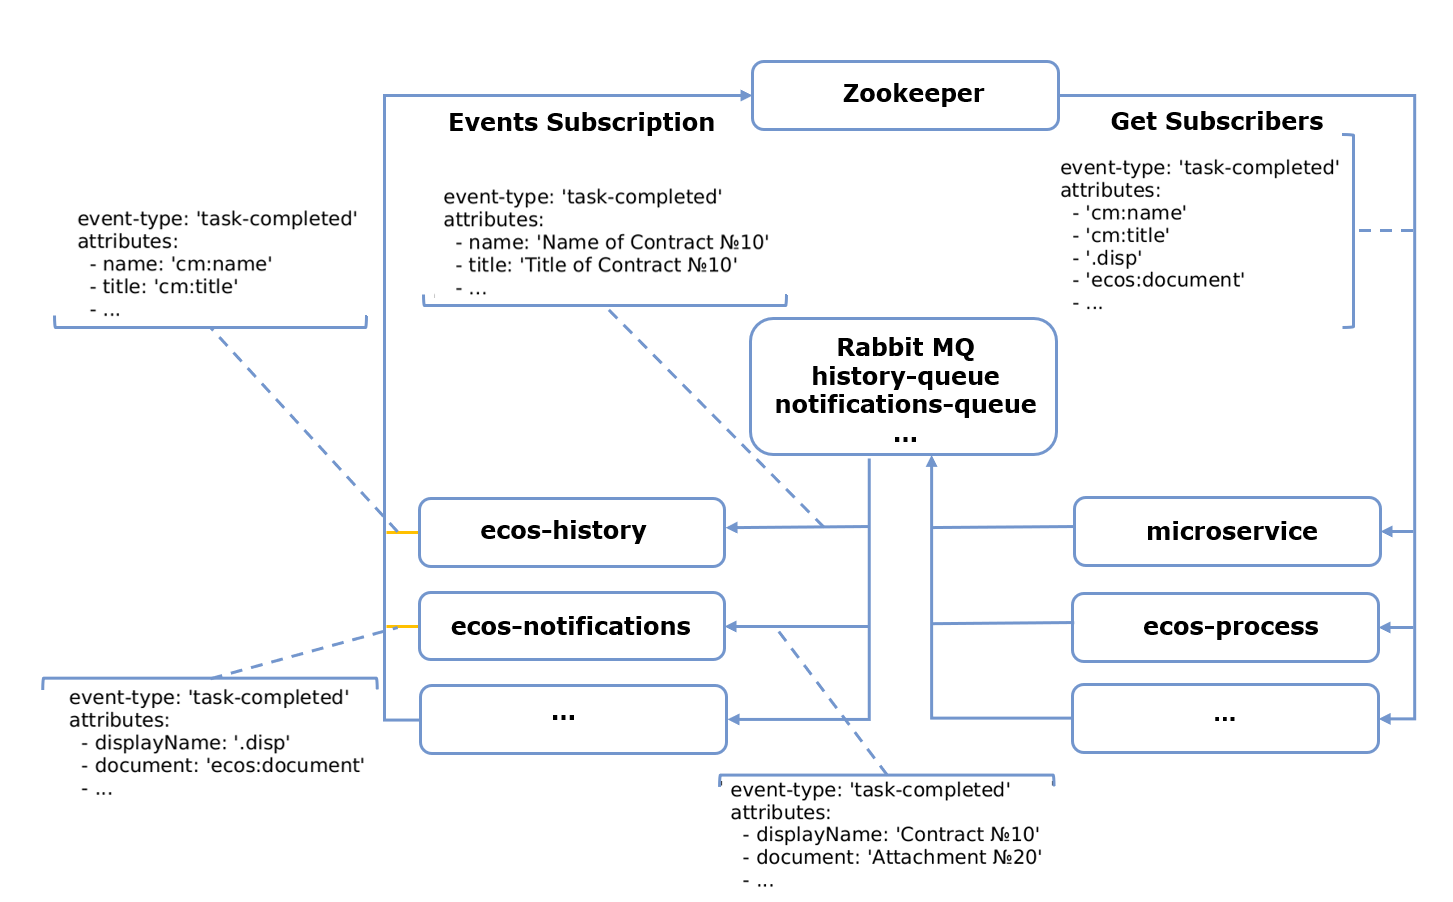 Zookeeper
Events Subscription
Get Subscribers
event-type: 'task-completed'
attributes:
- 'cm:name'
- 'cm:title'
- '.disp'
- 'ecos:document'
- ...
event-type: 'task-completed'
attributes:
- name: 'Name of Contract №10'
- title: 'Title of Contract №10'
- ...
event-type: 'task-completed'
attributes:
- name: 'cm:name'
- title: 'cm:title'
- ...
Rabbit MQ
history–queue
notifications–queue
...
ecos–history
microservice
ecos–notifications
ecos–process
...
...
event-type: 'task-completed'
attributes:
- displayName: '.disp'
- document: 'ecos:document'
- ...
event-type: 'task-completed'
attributes:
- displayName: 'Contract №10'
- document: 'Attachment №20'
- ...